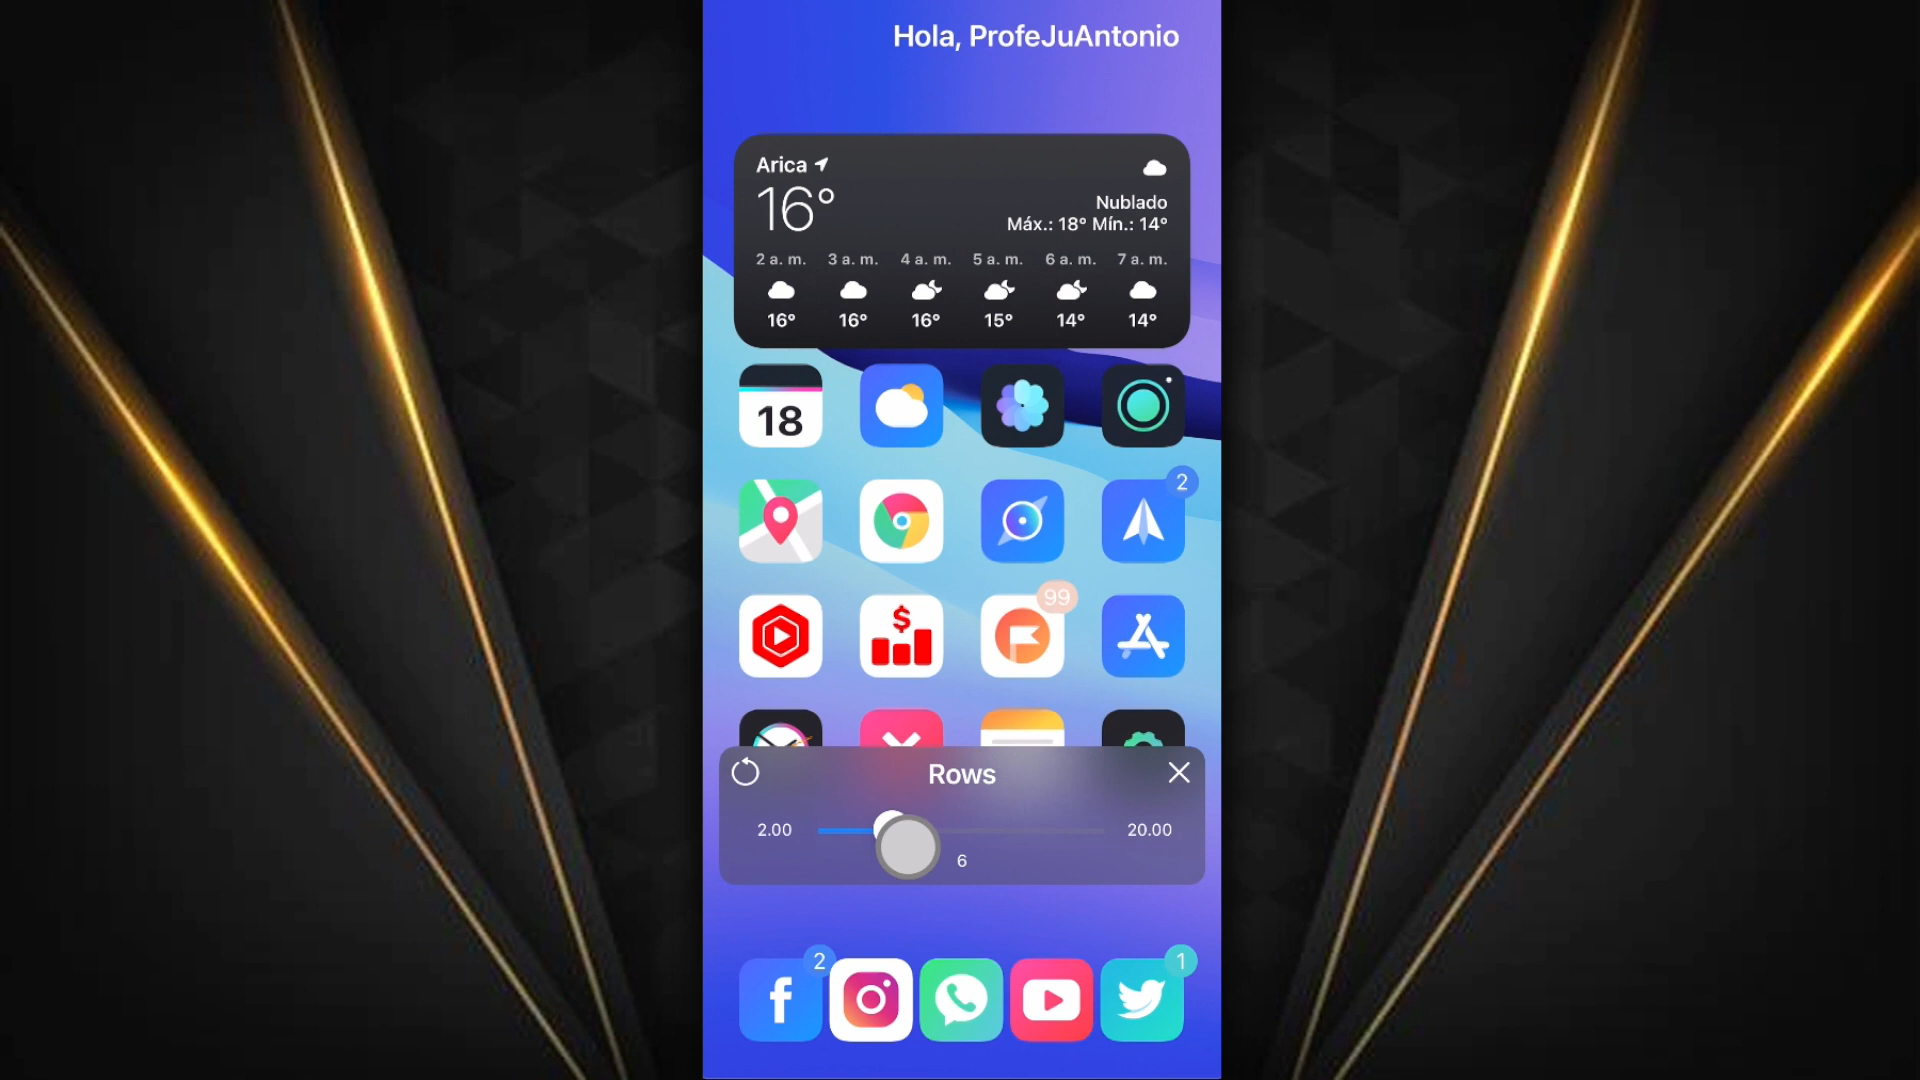 Hola, ProfeJuAntonio
Arica
16°
Nublado
Máx.: 18° Mín.: 14°
2 a. m. 3 a. m. 4 a. m. 5 a. m. 6 a. m. 7 a. m.
16° 16° 16° 15° 14° 14°
18
2
99
$
Rows
2.00 20.00
6
2 1
f